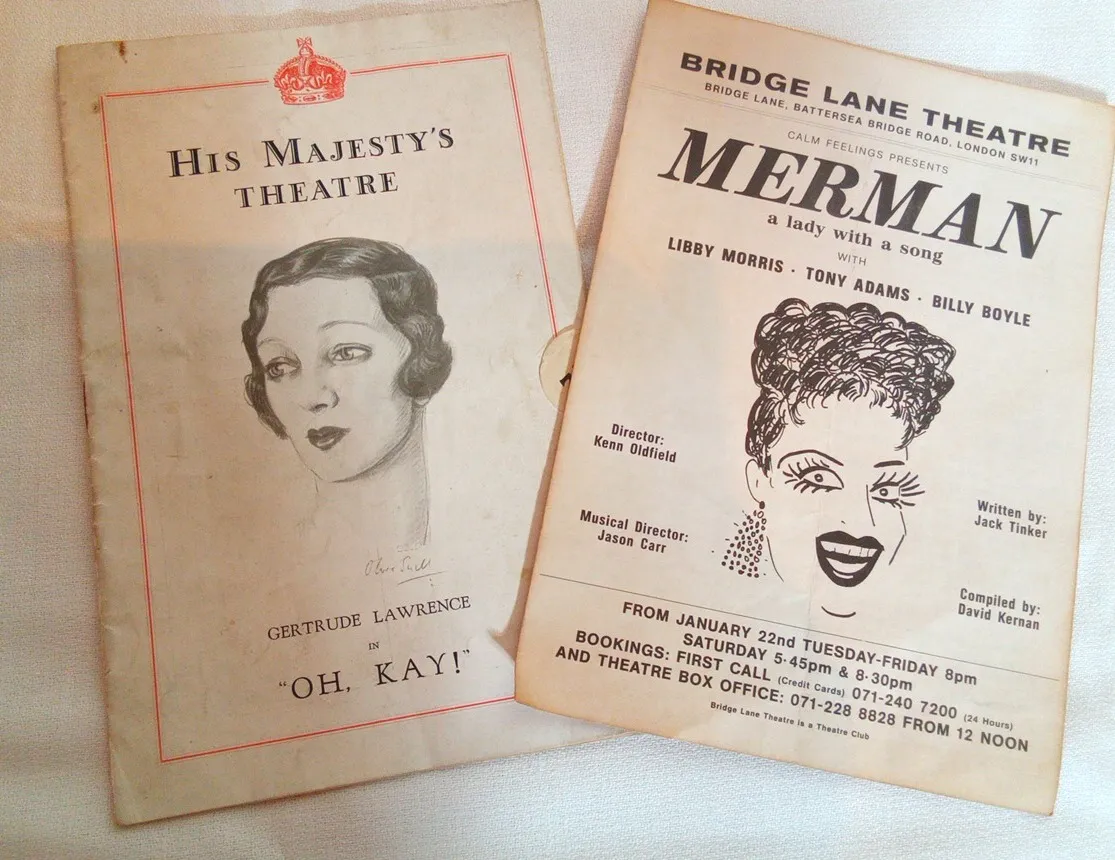 HIS MAJESTY'S
THEATRE
GERTRUDE LAWRENCE
IN
"OH, KAY!"
BRIDGE LANE THEATRE
BRIDGE LANE, BATTERSEA BRIDGE ROAD, LONDON SW11
CALM FEELINGS PRESENTS
MERMAN
a lady with a song
WITH
LIBBY MORRIS · TONY ADAMS · BILLY BOYLE
Director:
Kenn Oldfield
Musical Director:
Jason Carr
Written by:
Jack Tinker
Compiled by:
David Kernan
FROM JANUARY 22nd TUESDAY-FRIDAY 8pm
SATURDAY 5·45pm & 8·30pm
BOOKINGS: FIRST CALL (Credit Cards) 071-240 7200 (24 Hours)
AND THEATRE BOX OFFICE: 071-228 8828 FROM 12 NOON
Bridge Lane Theatre is a Theatre Club